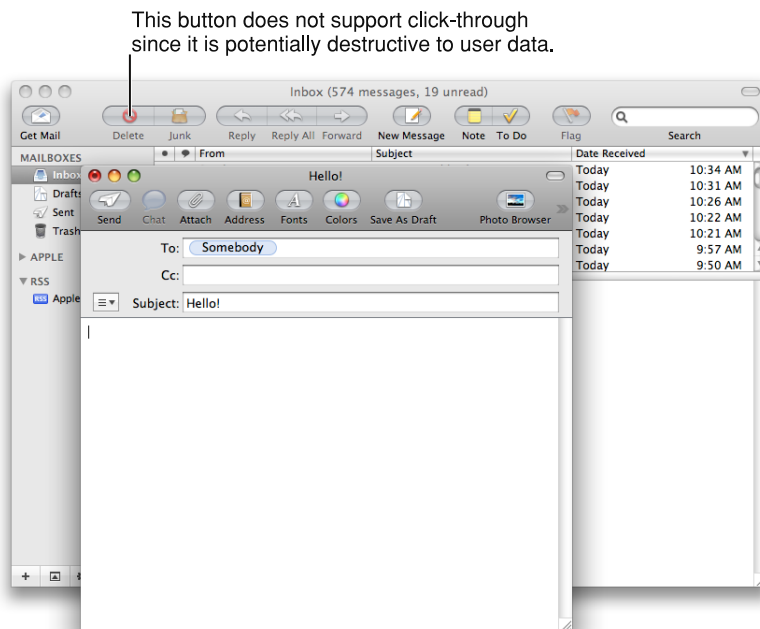 This button does not support click-through
since it is potentially destructive to user data.
Inbox (574 messages, 19 unread)
Get Mail Delete Junk Reply Reply All Forward New Message Note To Do Flag Search
MAILBOXES From Subject Date Received
Inbox
Drafts
Sent
Trash
APPLE
RSS
RSS Apple
Today 10:34 AM
Today 10:31 AM
Today 10:26 AM
Today 10:22 AM
Today 10:21 AM
Today 9:57 AM
Today 9:50 AM
Hello!
Send Chat Attach Address Fonts Colors Save As Draft Photo Browser
To: Somebody
Cc:
Subject: Hello!